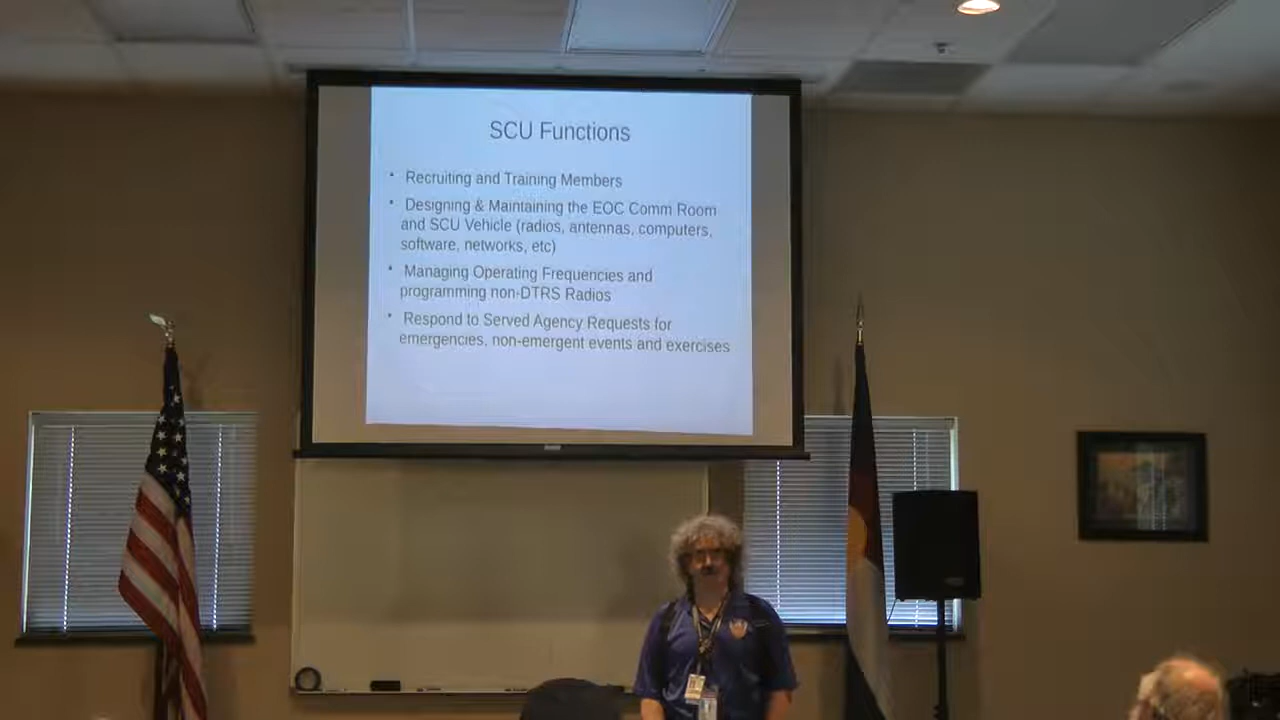 SCU Functions
• Recruiting and Training Members
• Designing & Maintaining the EOC Comm Room
and SCU Vehicle (radios, antennas, computers,
software, networks, etc)
• Managing Operating Frequencies and
programming non-DTRS Radios
• Respond to Served Agency Requests for
emergencies, non-emergent events and exercises